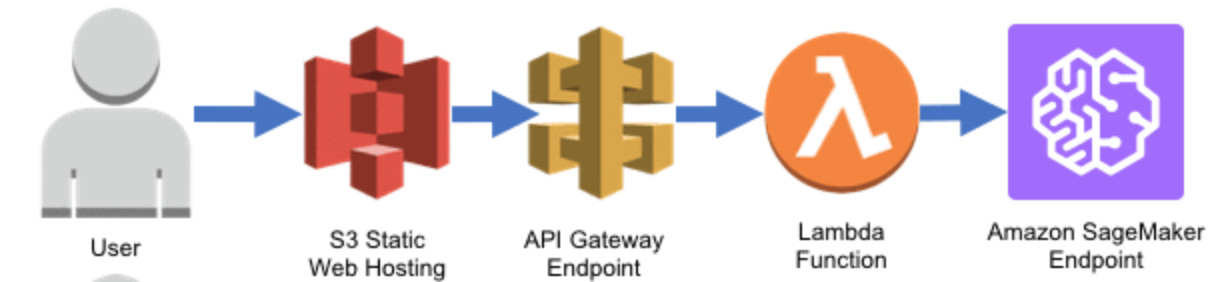 User
S3 Static
Web Hosting
API Gateway
Endpoint
Lambda
Function
Amazon SageMaker
Endpoint